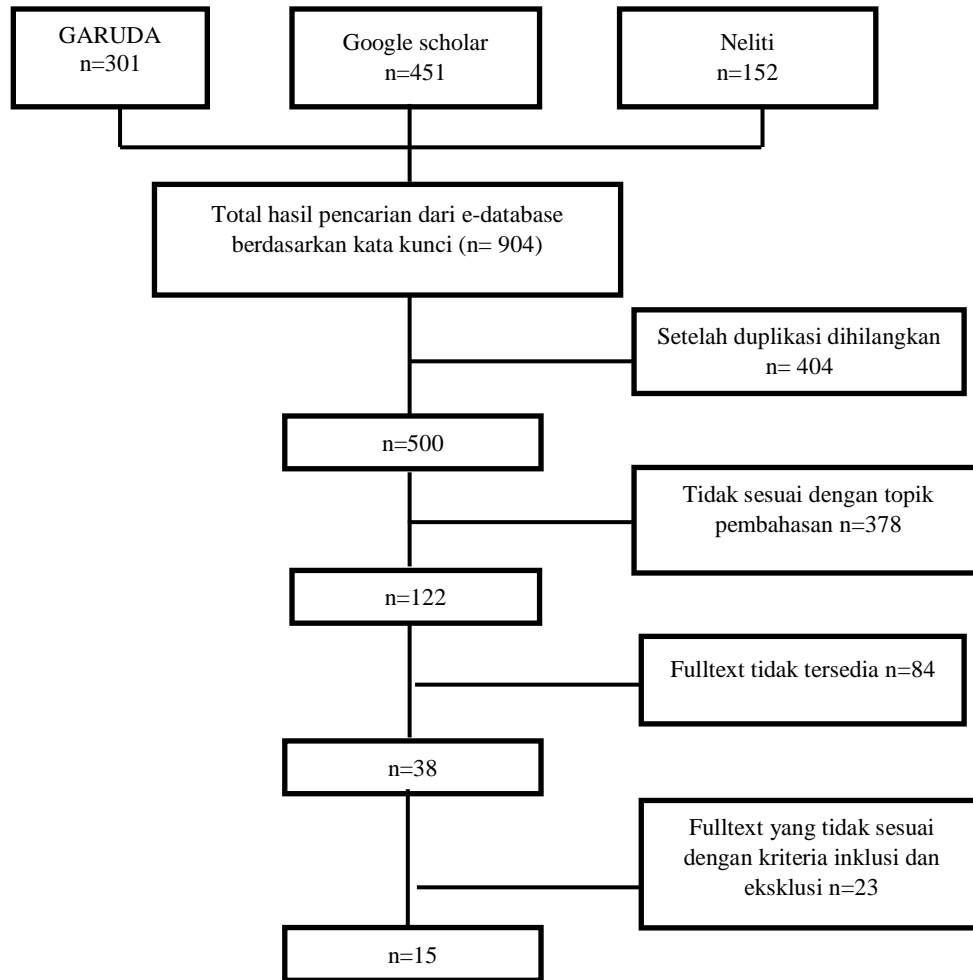 GARUDA
n=301
Google scholar
n=451
Neliti
n=152
Total hasil pencarian dari e-database
berdasarkan kata kunci (n= 904)
Setelah duplikasi dihilangkan
n= 404
n=500
Tidak sesuai dengan topik
pembahasan n=378
n=122
Fulltext tidak tersedia n=84
n=38
Fulltext yang tidak sesuai
dengan kriteria inklusi dan
eksklusi n=23
n=15